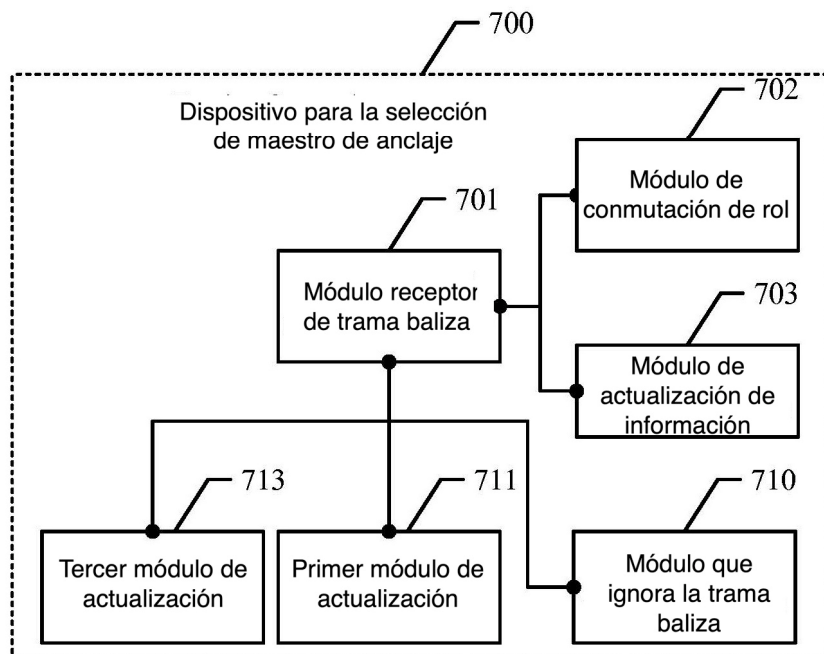 700
Dispositivo para la selección
de maestro de anclaje
702
Módulo de
conmutación de rol
701
Módulo receptor
de trama baliza
703
Módulo de
actualización de
información
713
Tercer módulo de
actualización
711
Primer módulo de
actualización
710
Módulo que
ignora la trama
baliza